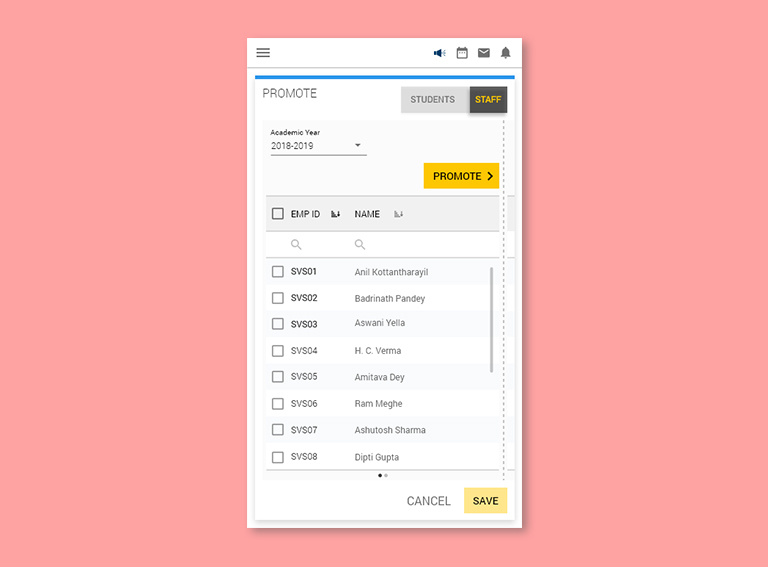 PROMOTE
STUDENTS STAFF
Academic Year
2018-2019
PROMOTE
EMP ID NAME
SVS01 Anil Kottantharayil
SVS02 Badrinath Pandey
SVS03 Aswani Yella
SVS04 H. C. Verma
SVS05 Amitava Dey
SVS06 Ram Meghe
SVS07 Ashutosh Sharma
SVS08 Dipti Gupta
CANCEL SAVE